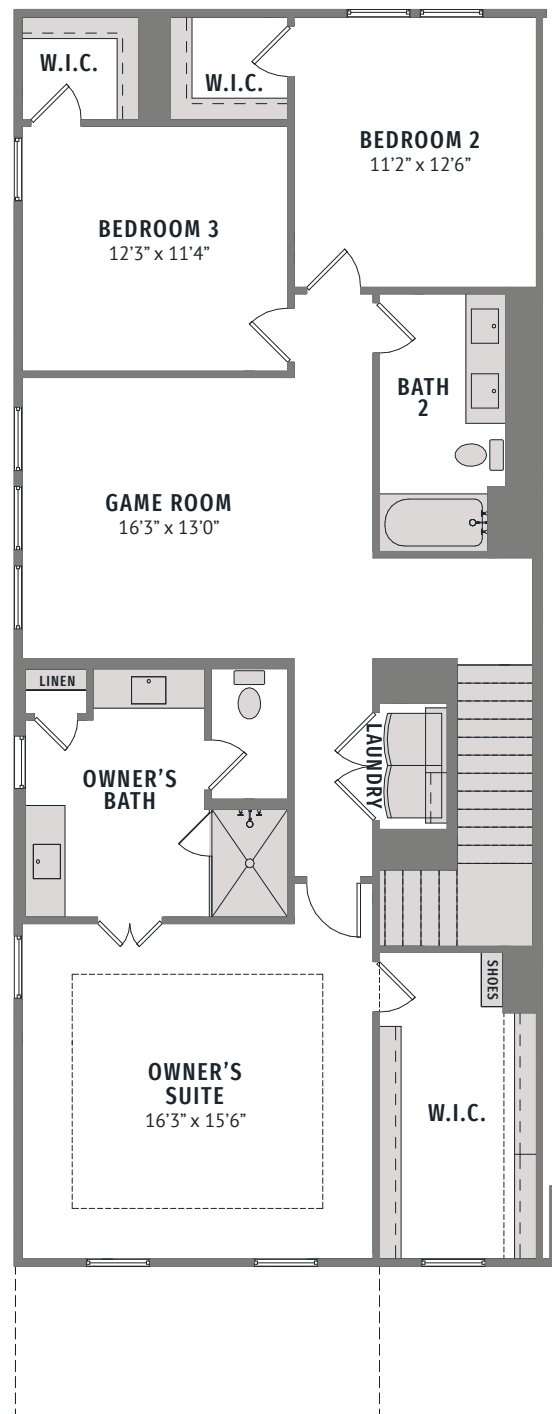 W.I.C.
W.I.C.
BEDROOM 2
11'2" x 12'6"
BEDROOM 3
12'3" x 11'4"
BATH
2
GAME ROOM
16'3" x 13'0"
LINEN
LAUNDRY
OWNER'S
BATH
SHOES
OWNER'S
SUITE
16'3" x 15'6"
W.I.C.